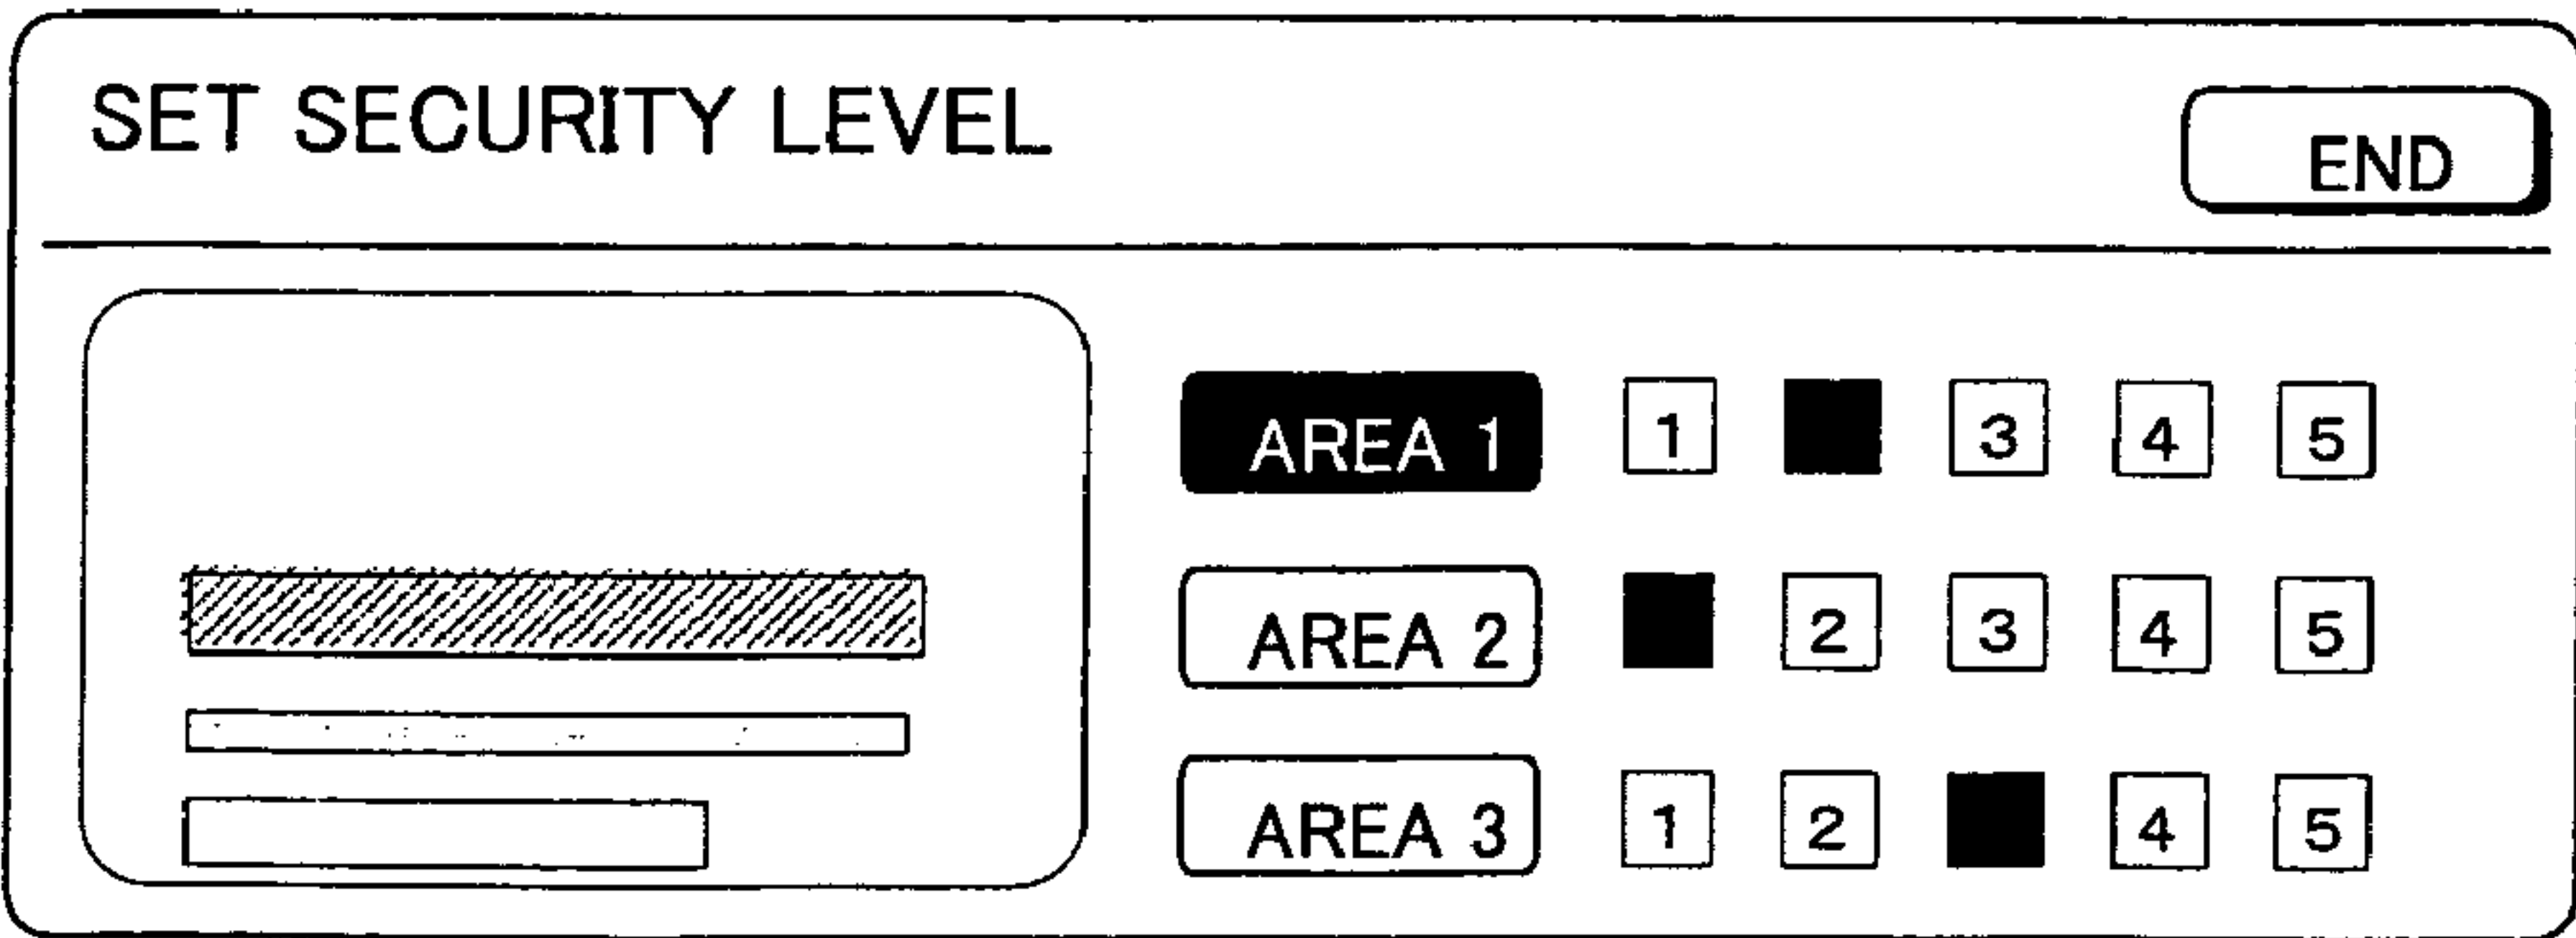 SET SECURITY LEVEL END
AREA 1 1 3 4 5
AREA 2 2 3 4 5
AREA 3 1 2 4 5